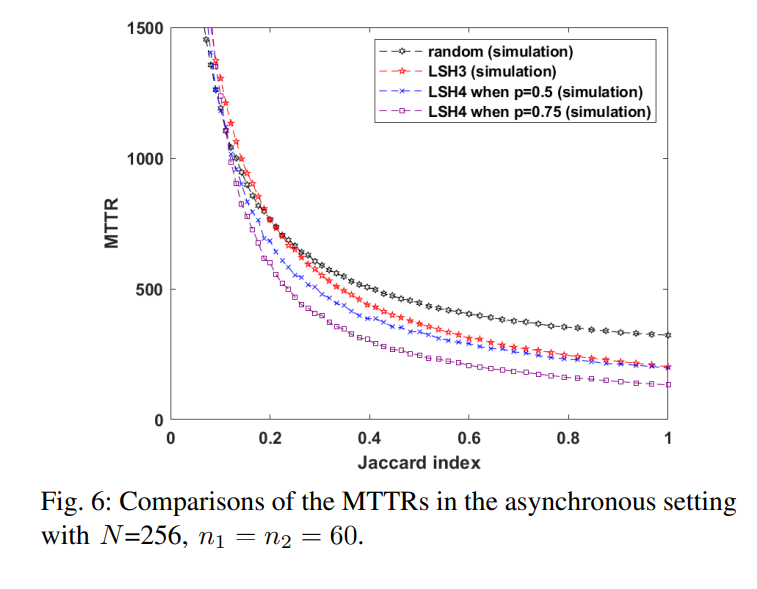 1500
1000
500
0
MTTR
random (simulation)
LSH3 (simulation)
LSH4 when p=0.5 (simulation)
LSH4 when p=0.75 (simulation)
0 0.2 0.4 0.6 0.8 1
Jaccard index
Fig. 6: Comparisons of the MTTRs in the asynchronous setting
with N=256, n₁ = n₂ = 60.